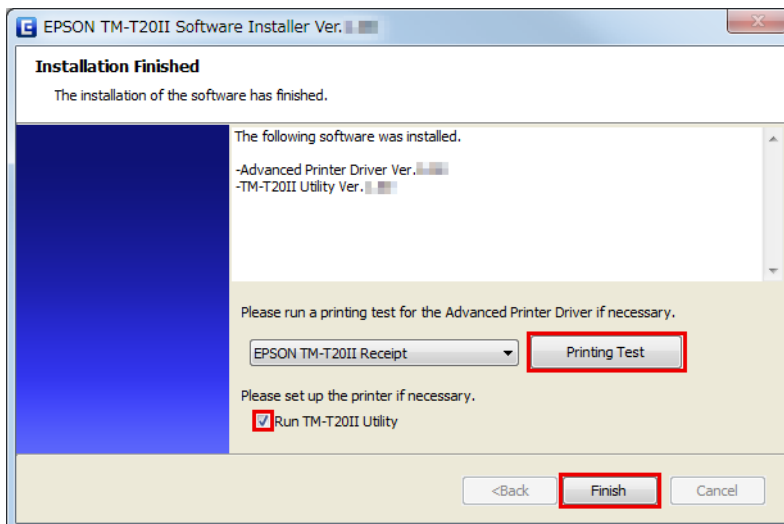 EPSON TM-T20II Software Installer Ver.
Installation Finished
The installation of the software has finished.
The following software was installed.
-Advanced Printer Driver Ver.
-TM-T20II Utility Ver.
Please run a printing test for the Advanced Printer Driver if necessary.
EPSON TM-T20II Receipt
Printing Test
Please set up the printer if necessary.
Run TM-T20II Utility
<Back
Finish
Cancel